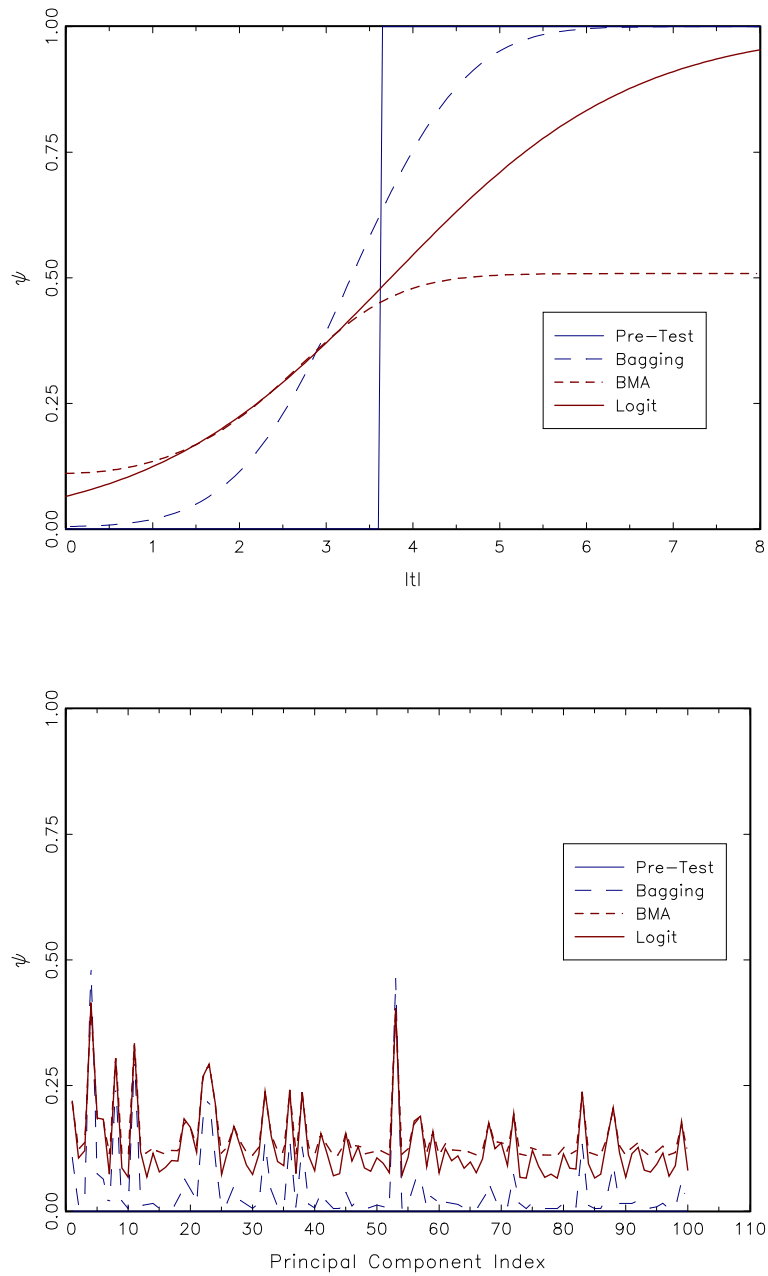 1.00
0.75
ψ
0.50
0.25
0.00
Pre-Test
Bagging
BMA
Logit
0 1 2 3 4 5 6 7 8
|t|
1.00
0.75
ψ
0.50
0.25
0.00
Pre-Test
Bagging
BMA
Logit
0 10 20 30 40 50 60 70 80 90 100 110
Principal Component Index